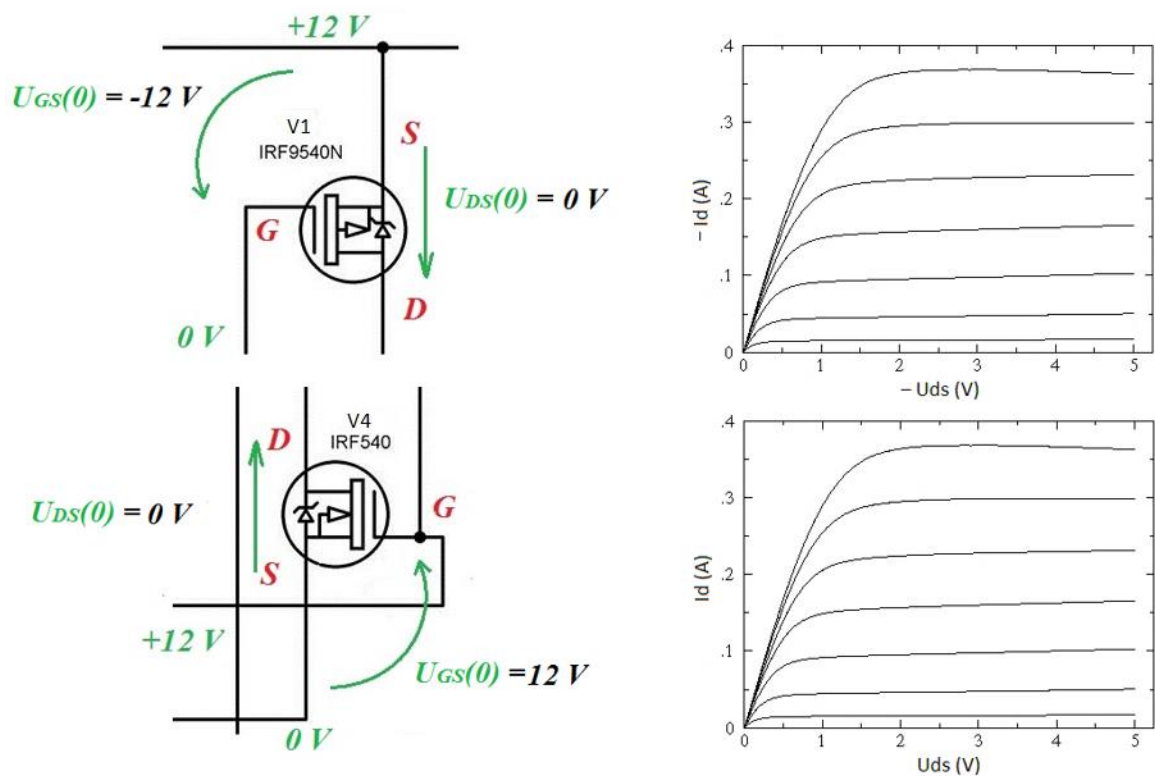 +12 V
UGS(0) = -12 V
V1
IRF9540N
S
UDS(0) = 0 V
G
D
0 V
.4
.3
.2
.1
0
0 1 2 3 4 5
− Id (A)
− Uds (V)
V4
IRF540
D
UDS(0) = 0 V
G
S
+12 V
UGS(0) = 12 V
0 V
.4
.3
.2
.1
0
0 1 2 3 4 5
Id (A)
Uds (V)